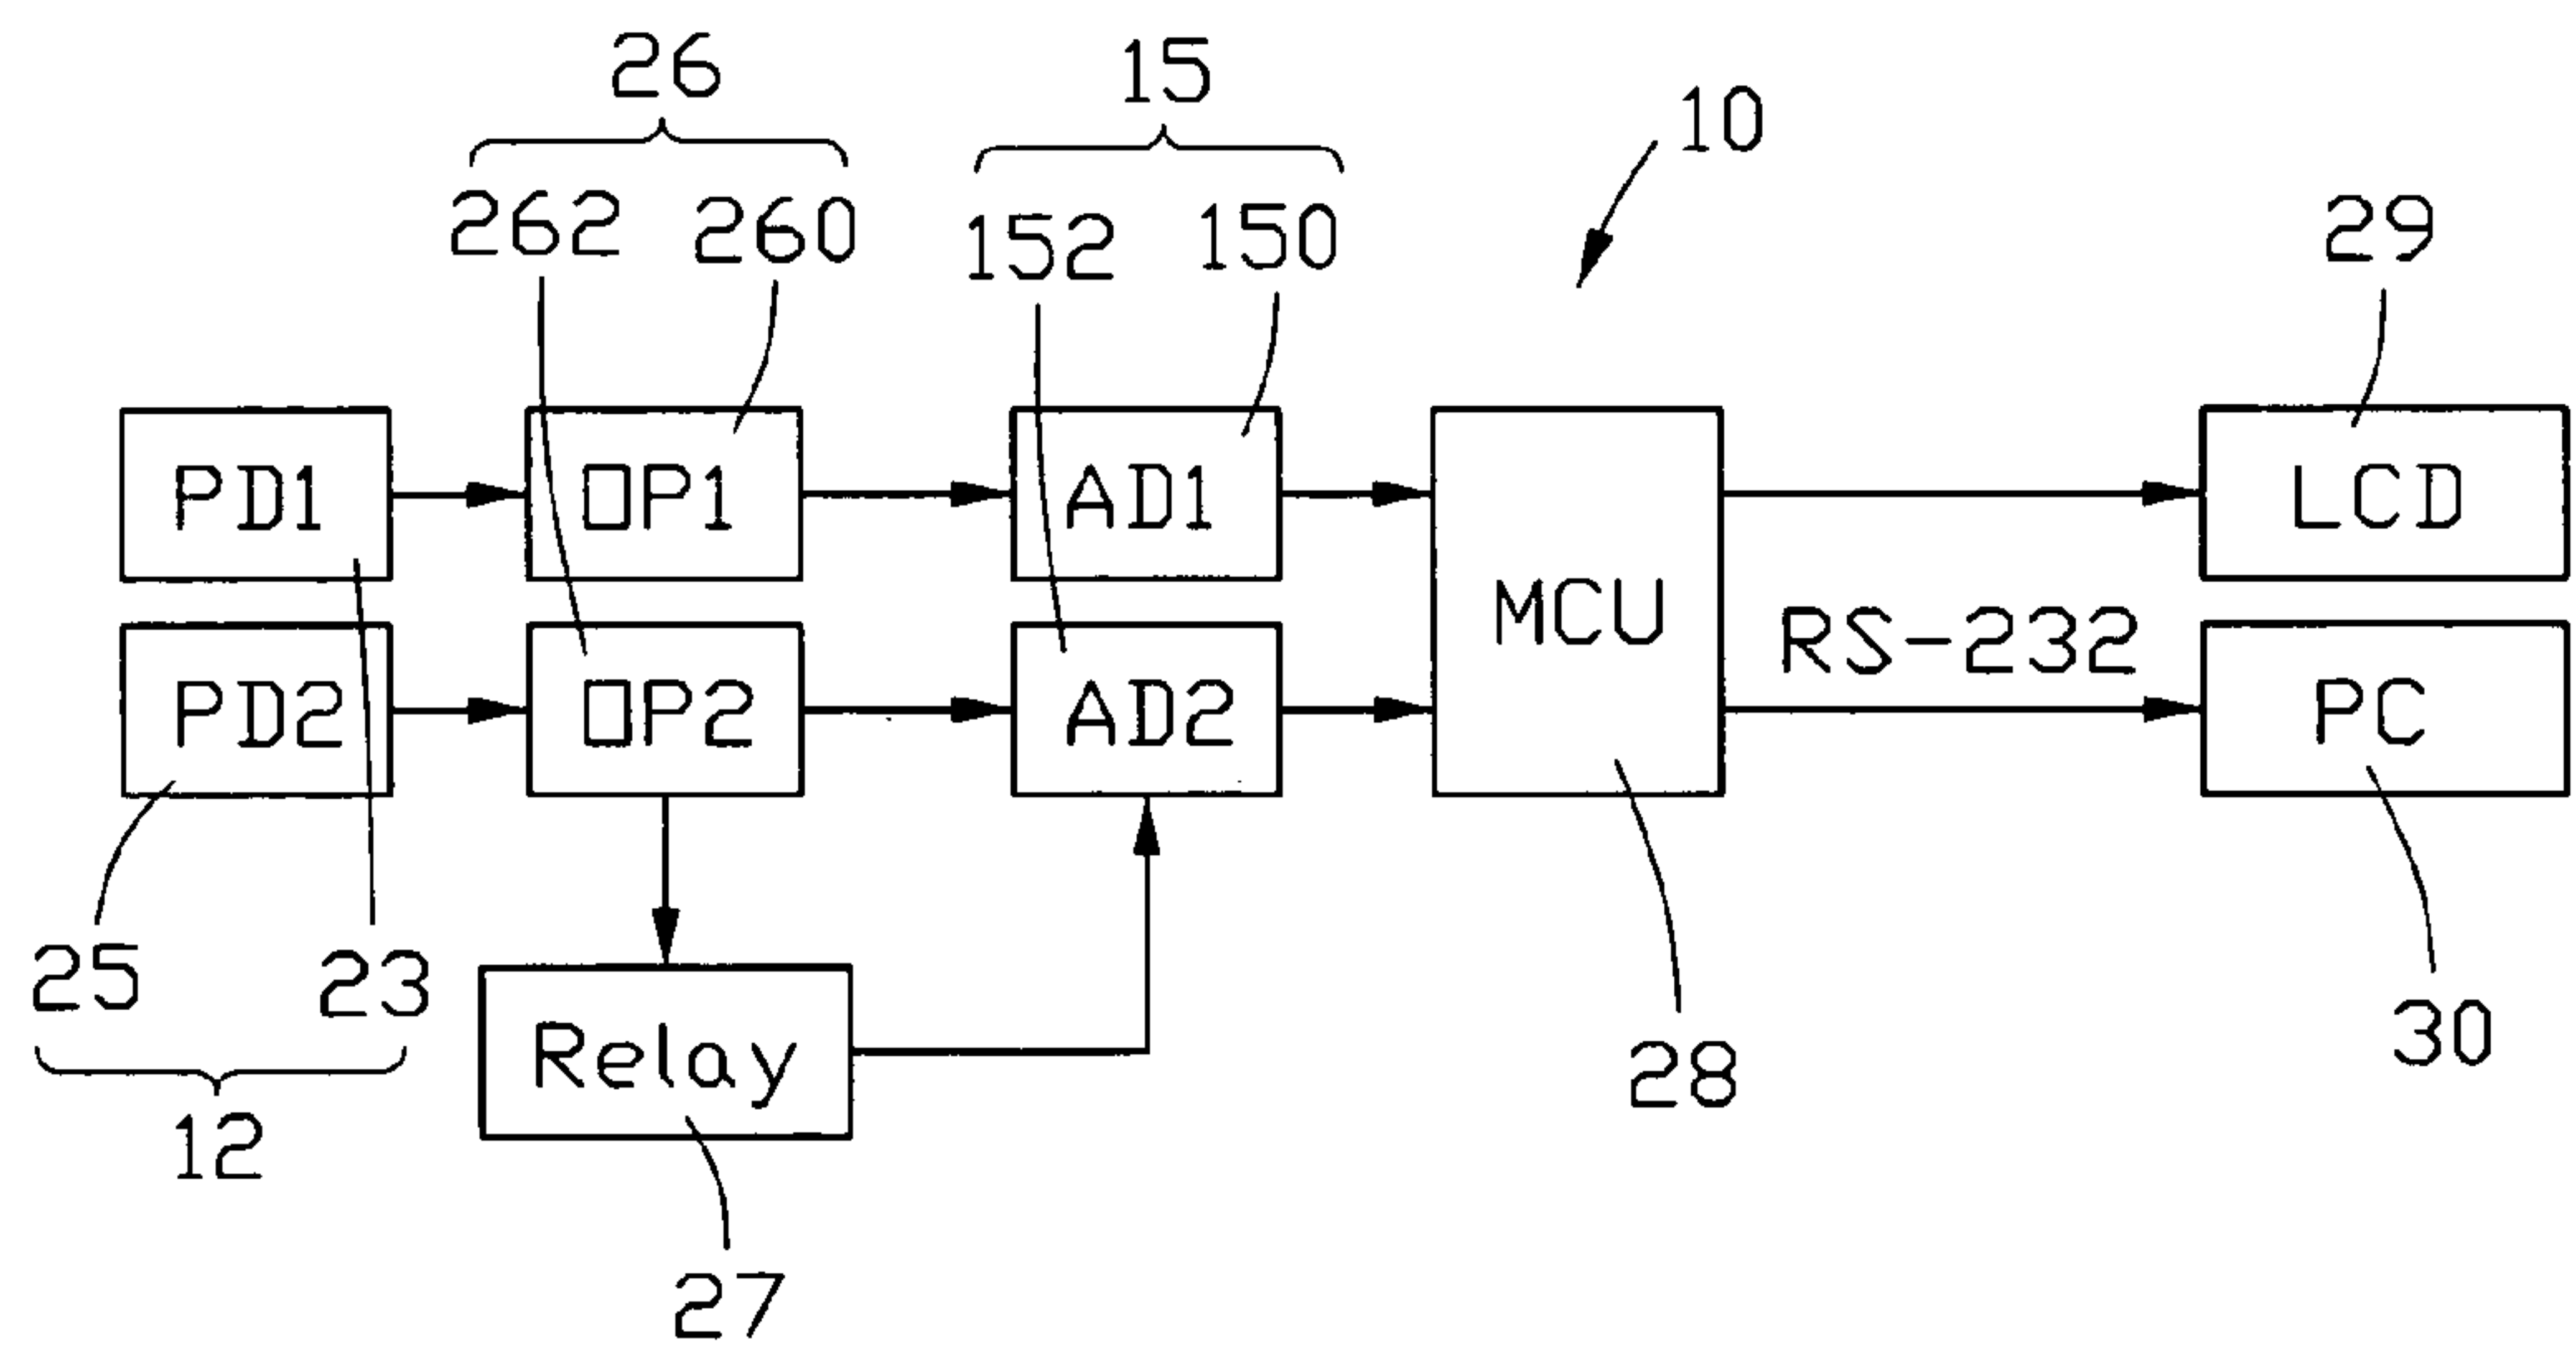 26 15 10
262 260 152 150 29
PD1 OP1 AD1 LCD
MCU RS-232
PD2 OP2 AD2 PC
25 23 30
Relay 28
12
27